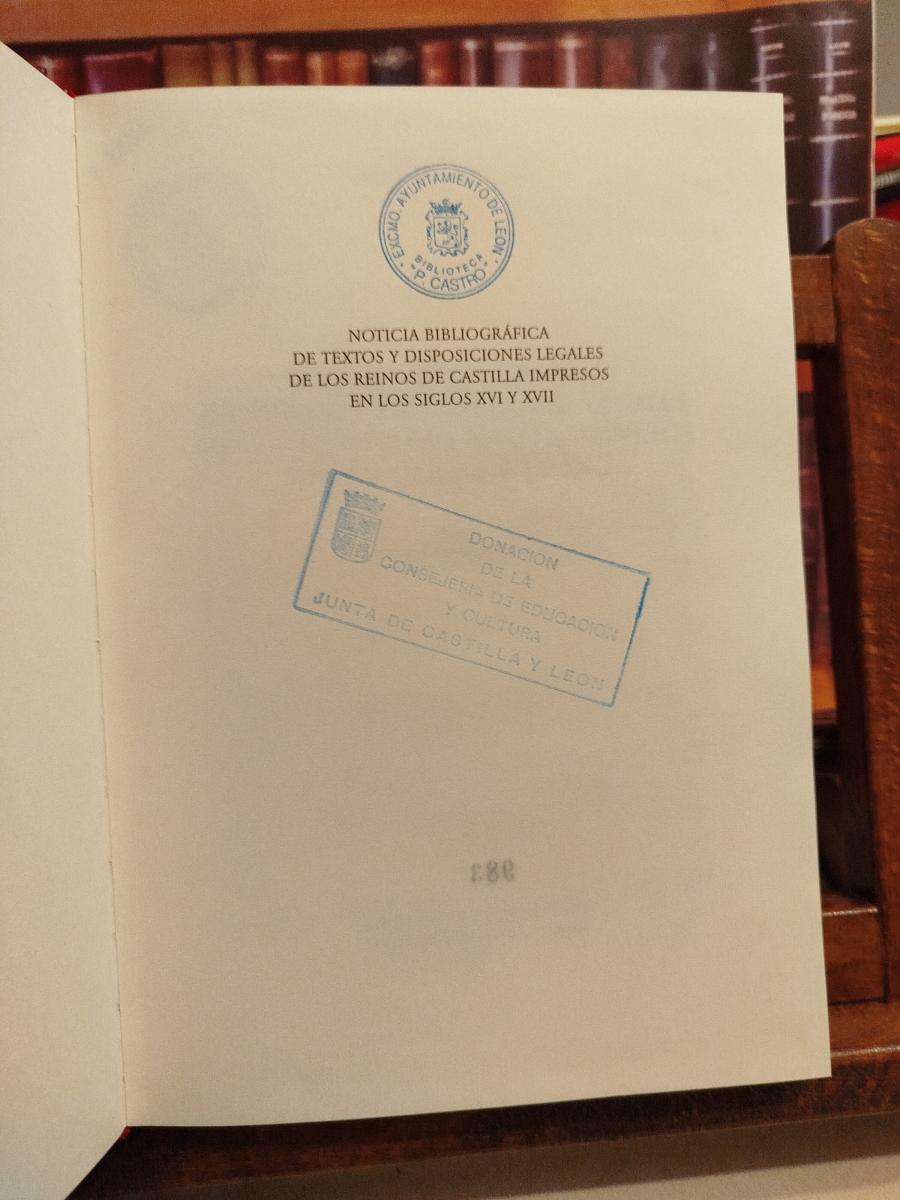 · EXCMO. AYUNTAMIENTO DE LEON ·
BIBLIOTECA
"P. CASTRO"
NOTICIA BIBLIOGRÁFICA
DE TEXTOS Y DISPOSICIONES LEGALES
DE LOS REINOS DE CASTILLA IMPRESOS
EN LOS SIGLOS XVI Y XVII
DONACION
DE LA
CONSEJERIA DE EDUCACION
Y CULTURA
JUNTA DE CASTILLA Y LEON
983